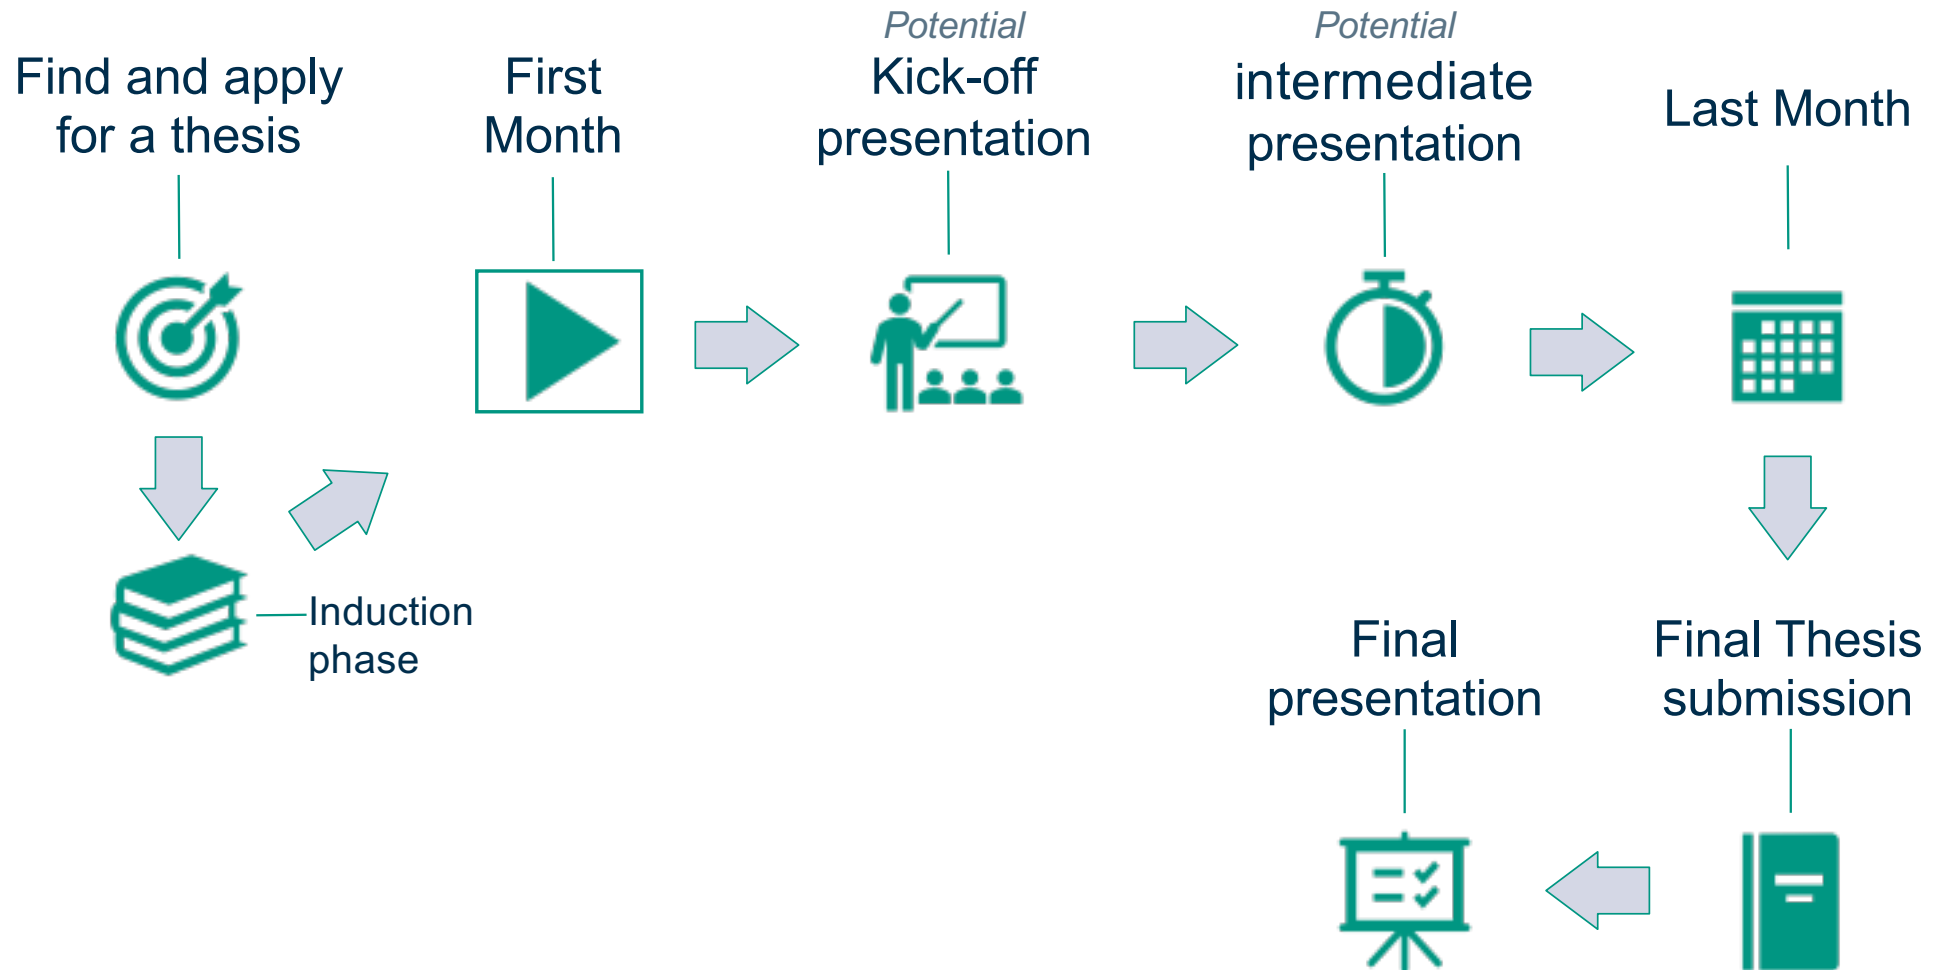 Find and apply
for a thesis
First
Month
Potential
Kick-off
presentation
Potential
intermediate
presentation
Last Month
Induction
phase
Final
presentation
Final Thesis
submission